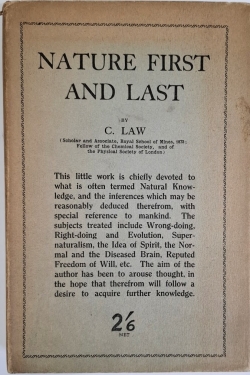 NATURE FIRST
AND LAST
BY
C. LAW
(Scholar and Associate, Royal School of Mines, 1875;
Fellow of the Chemical Society, and of
the Physical Society of London)
This little work is chiefly devoted to
what is often termed Natural Know-
ledge, and the inferences which may be
reasonably deduced therefrom, with
special reference to mankind. The
subjects treated include Wrong-doing,
Right-doing and Evolution, Super-
naturalism, the Idea of Spirit, the Nor-
mal and the Diseased Brain, Reputed
Freedom of Will, etc. The aim of the
author has been to arouse thought, in
the hope that therefrom will follow a
desire to acquire further knowledge.
2/6
NET